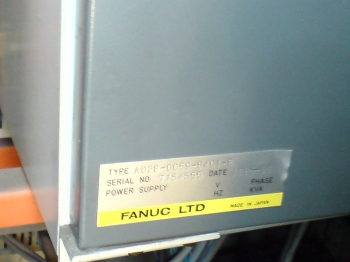 TYPE
SERIAL NO. DATE
POWER SUPPLY V PHASE
HZ KVA
FANUC LTD MADE IN JAPAN